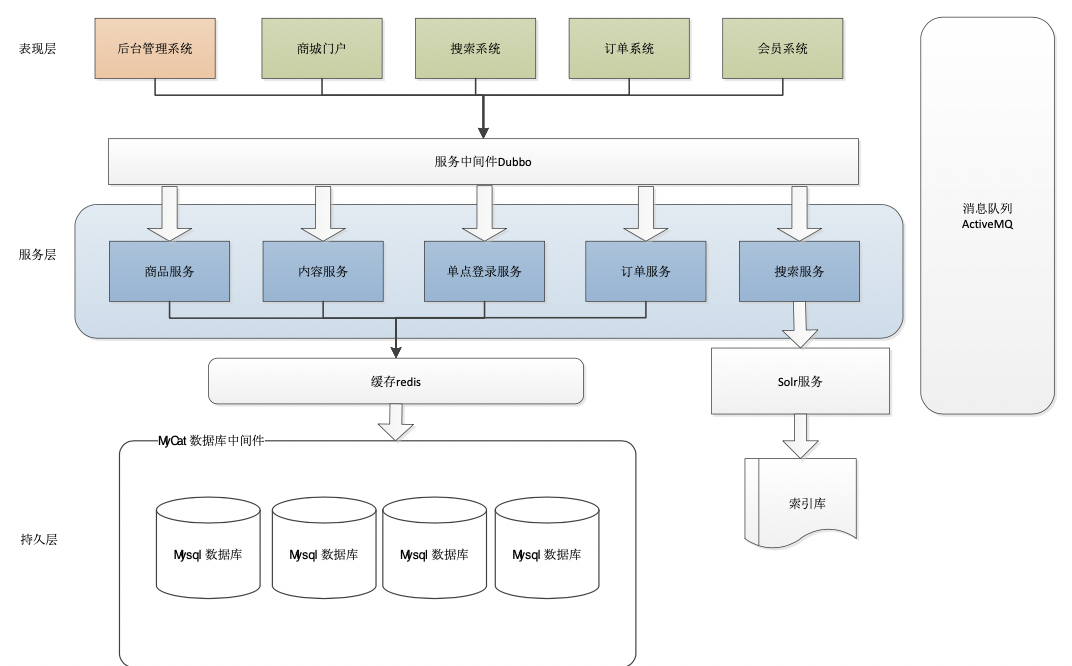 表现层
后台管理系统
商城门户
搜索系统
订单系统
会员系统
服务中间件Dubbo
消息队列
ActiveMQ
服务层
商品服务
内容服务
单点登录服务
订单服务
搜索服务
缓存redis
Solr服务
MyCat 数据库中间件
索引库
持久层
Mysql 数据库
Mysql 数据库
Mysql 数据库
Mysql 数据库